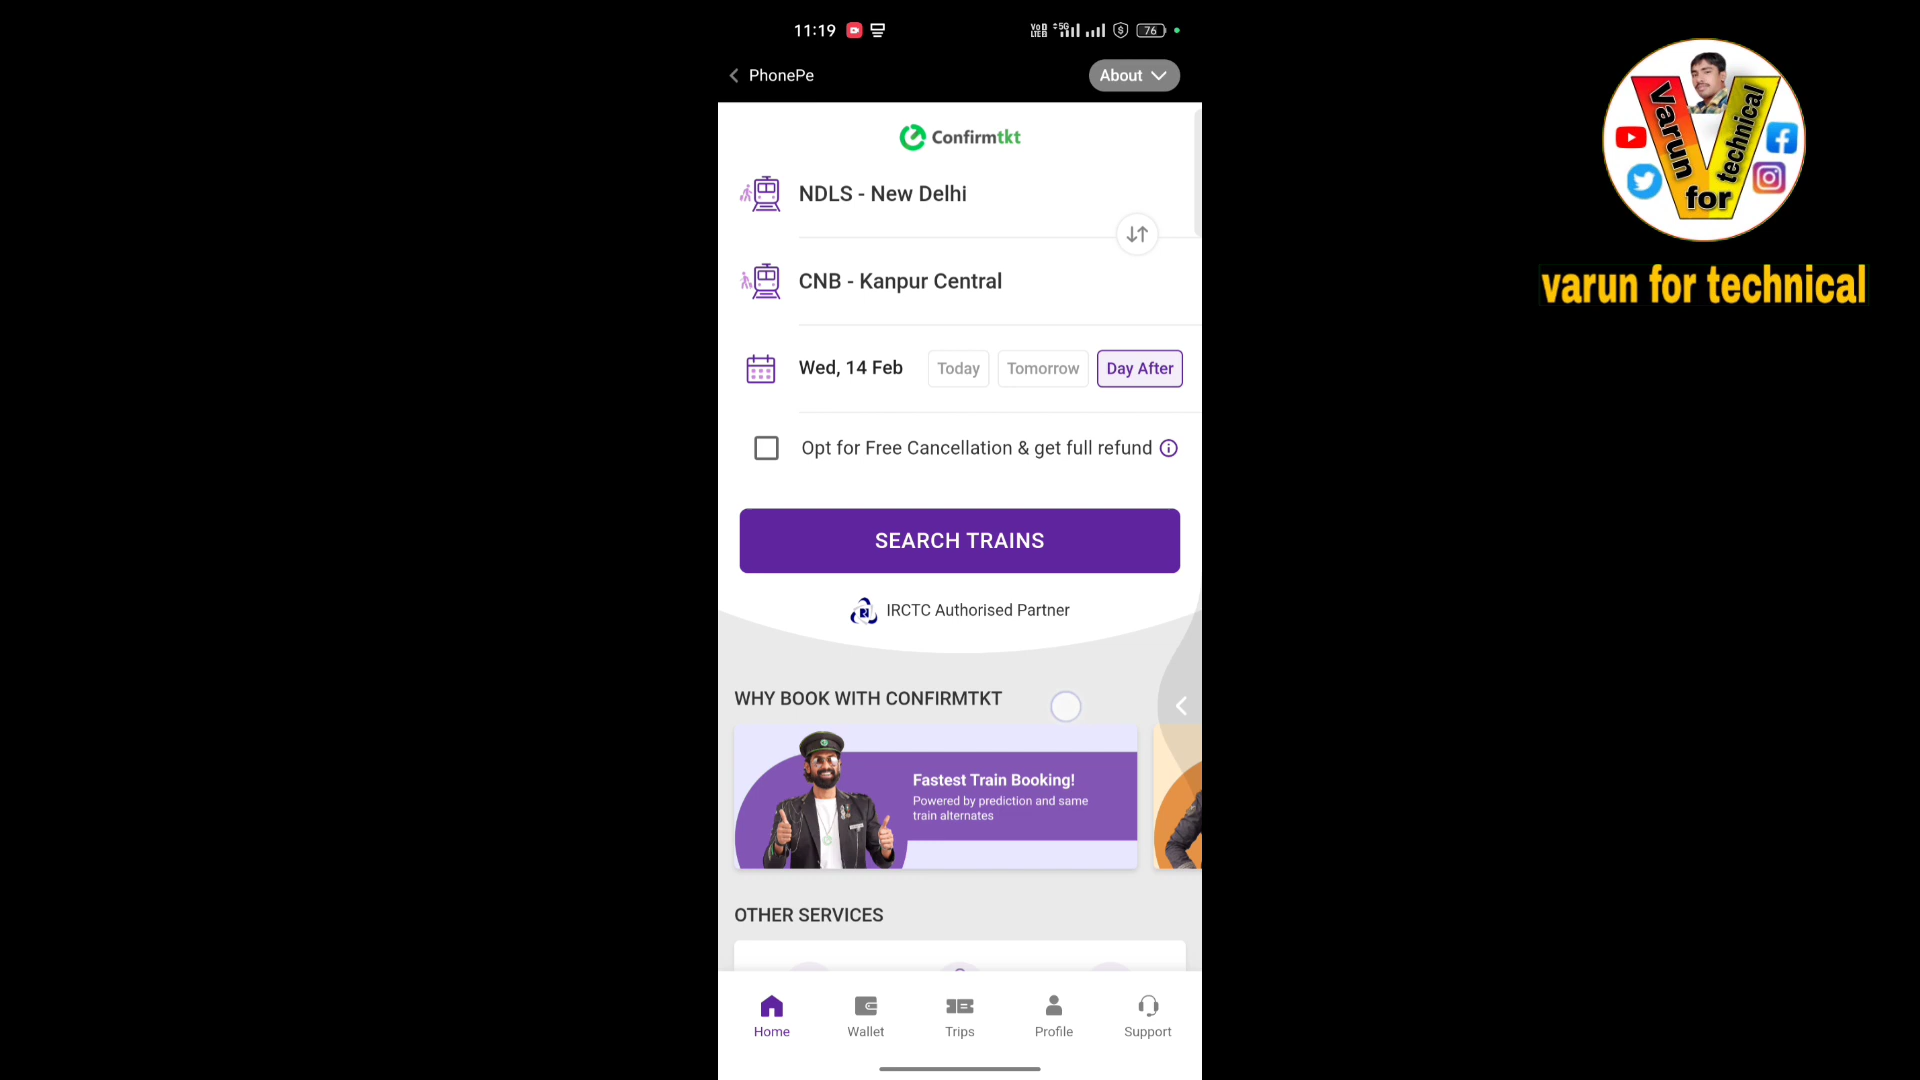 11:19
VoD LTED 5G 76
PhonePe
About
Confirmtkt
NDLS - New Delhi
CNB - Kanpur Central
Wed, 14 Feb Today Tomorrow Day After
Opt for Free Cancellation & get full refund
SEARCH TRAINS
IRCTC Authorised Partner
WHY BOOK WITH CONFIRMTKT
Fastest Train Booking!
Powered by prediction and same
train alternates
OTHER SERVICES
Home Wallet Trips Profile Support
Varun
for
technical
varun for technical